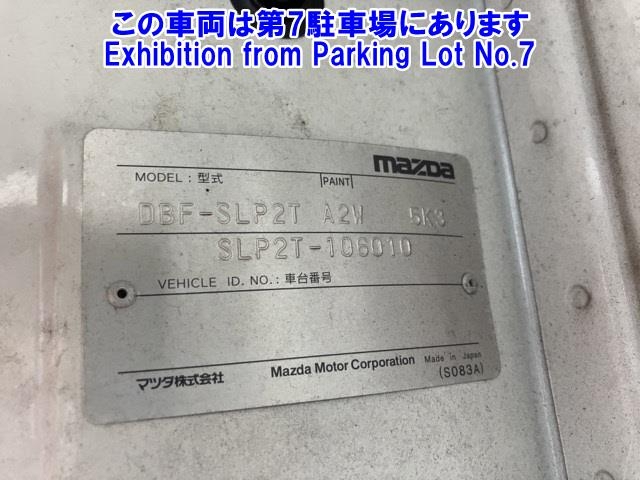 この車両は第7駐車場にあります
Exhibition from Parking Lot No.7
mazda
MODEL : 型式 PAINT
DBF-SLP2T A2W 5K3
SLP2T-106010
VEHICLE ID. NO. : 車台番号
マツダ株式会社 Mazda Motor Corporation Made in Japan
(S083A)